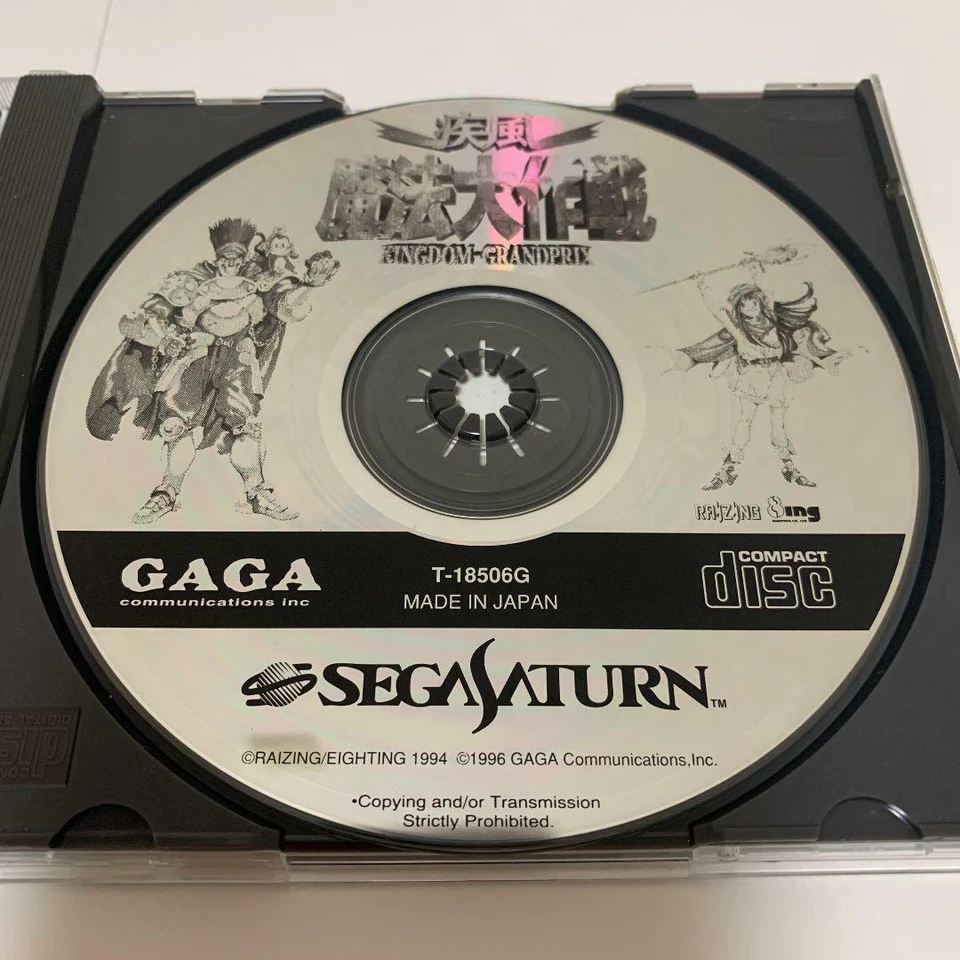 疾風
魔法大作戦
KINGDOM-GRANDPRIX
RAIZING 8ing
GAGA
communications inc
T-18506G
MADE IN JAPAN
COMPACT
disc
SEGASATURN™
©RAIZING/EIGHTING 1994 ©1996 GAGA Communications,Inc.
•Copying and/or Transmission
Strictly Prohibited.